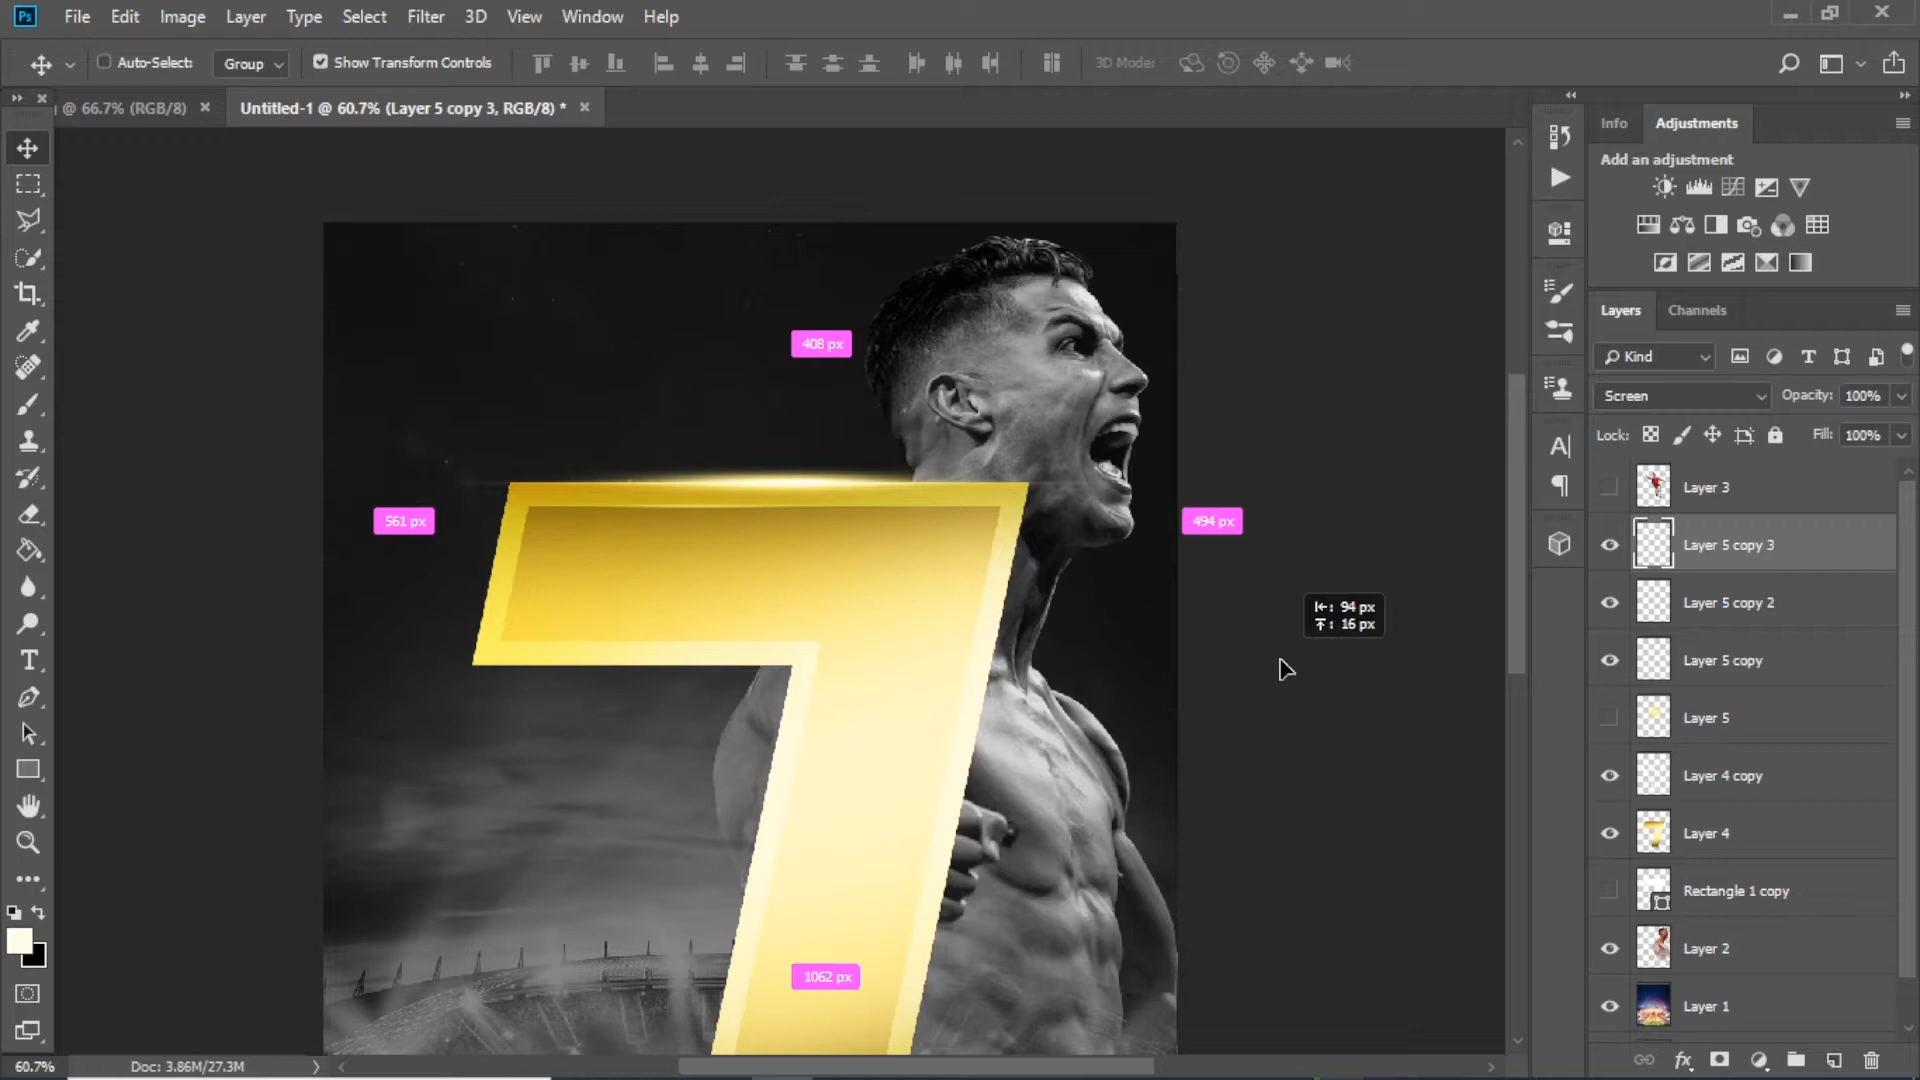 Ps File Edit Image Layer Type Select Filter 3D View Window Help
Auto-Select: Group Show Transform Controls 3D Mode:
@ 66.7% (RGB/8) × Untitled-1 @ 60.7% (Layer 5 copy 3, RGB/8) * ×
Info Adjustments
Add an adjustment
Layers Channels
Kind
Screen Opacity: 100%
Lock: Fill: 100%
Layer 3
Layer 5 copy 3
Layer 5 copy 2
Layer 5 copy
Layer 5
Layer 4 copy
Layer 4
Rectangle 1 copy
Layer 2
Layer 1
408 px
561 px
494 px
94 px
16 px
1062 px
7
60.7% Doc: 3.86M/27.3M